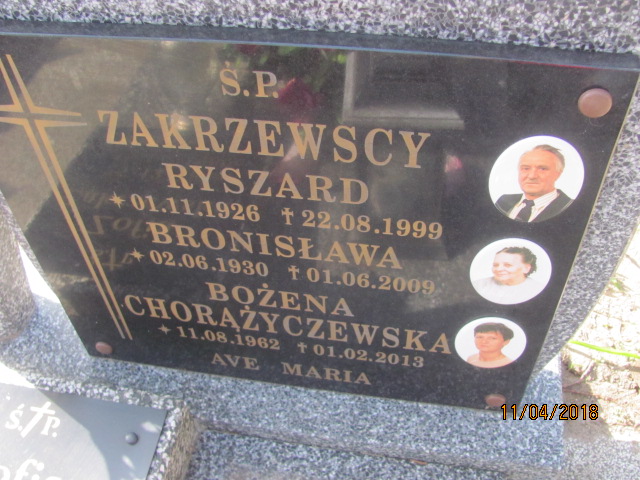 Ś.P.
ZAKRZEWSCY
RYSZARD
* 01.11.1926 † 22.08.1999
BRONISŁAWA
* 02.06.1930 † 01.06.2009
BOŻENA
CHORĄŻYCZEWSKA
* 11.08.1962 † 01.02.2013
AVE MARIA
Ś†P.
11/04/2018